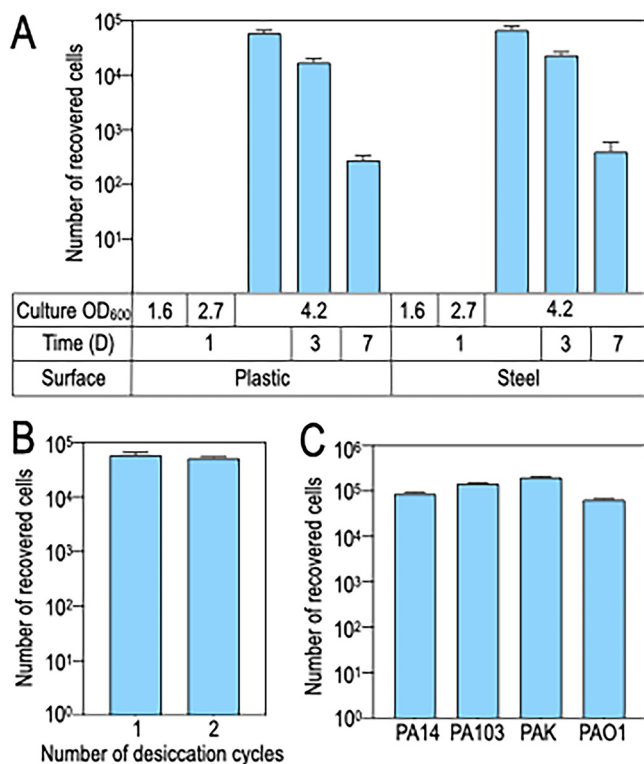 A
Number of recovered cells
10⁵
10⁴
10³
10²
10¹
Culture OD₆₀₀ 1.6 2.7 4.2 1.6 2.7 4.2
Time (D) 1 3 7 1 3 7
Surface Plastic Steel
B
Number of recovered cells
10⁵
10⁴
10³
10²
10¹
10⁰
1 2
Number of desiccation cycles
C
Number of recovered cells
10⁶
10⁵
10⁴
10³
10²
10¹
10⁰
PA14 PA103 PAK PAO1